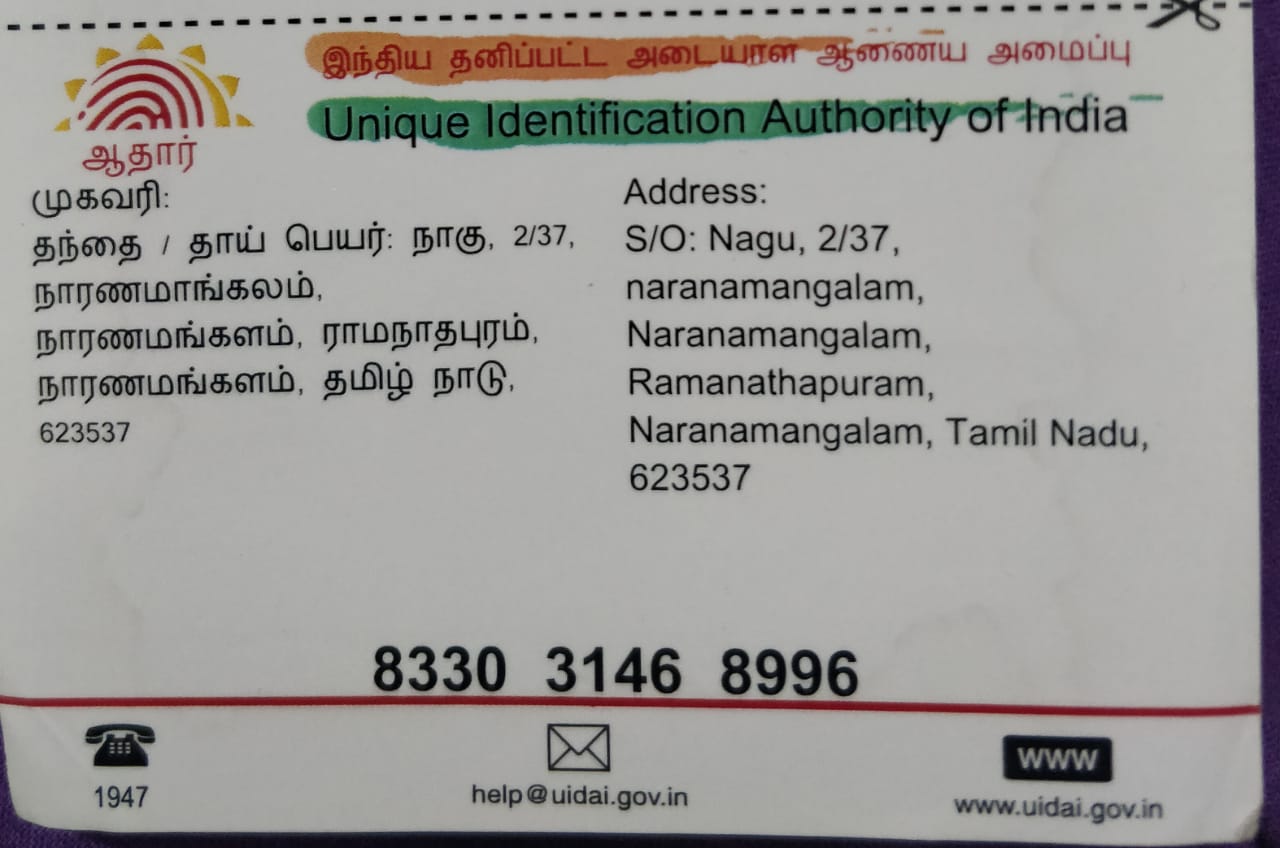 இந்திய தனிப்பட்ட அடையாள ஆணைய அமைப்பு
Unique Identification Authority of India
ஆதார்
முகவரி:
தந்தை / தாய் பெயர்: நாகு, 2/37,
நாரணமாங்கலம்,
நாரணமங்களம், ராமநாதபுரம்,
நாரணமங்களம், தமிழ் நாடு,
623537
Address:
S/O: Nagu, 2/37,
naranamangalam,
Naranamangalam,
Ramanathapuram,
Naranamangalam, Tamil Nadu,
623537
8330 3146 8996
1947
help@uidai.gov.in
WWW
www.uidai.gov.in